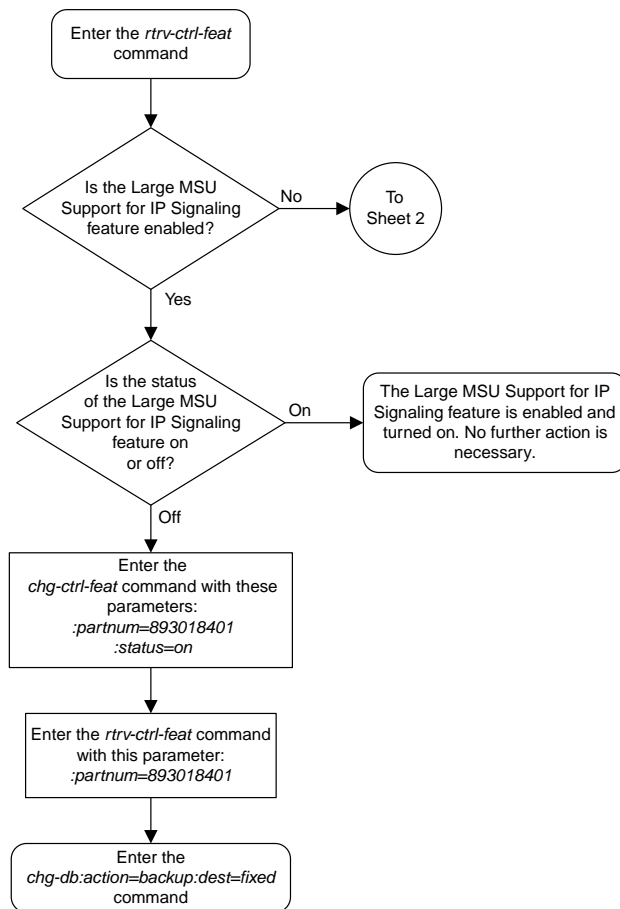 Enter the rtrv-ctrl-feat
command
Is the Large MSU
Support for IP Signaling
feature enabled?
No
To
Sheet 2
Yes
Is the status
of the Large MSU
Support for IP Signaling
feature on
or off?
On
The Large MSU Support for IP
Signaling feature is enabled and
turned on. No further action is
necessary.
Off
Enter the
chg-ctrl-feat command with these
parameters:
:partnum=893018401
:status=on
Enter the rtrv-ctrl-feat command
with this parameter:
:partnum=893018401
Enter the
chg-db:action=backup:dest=fixed
command